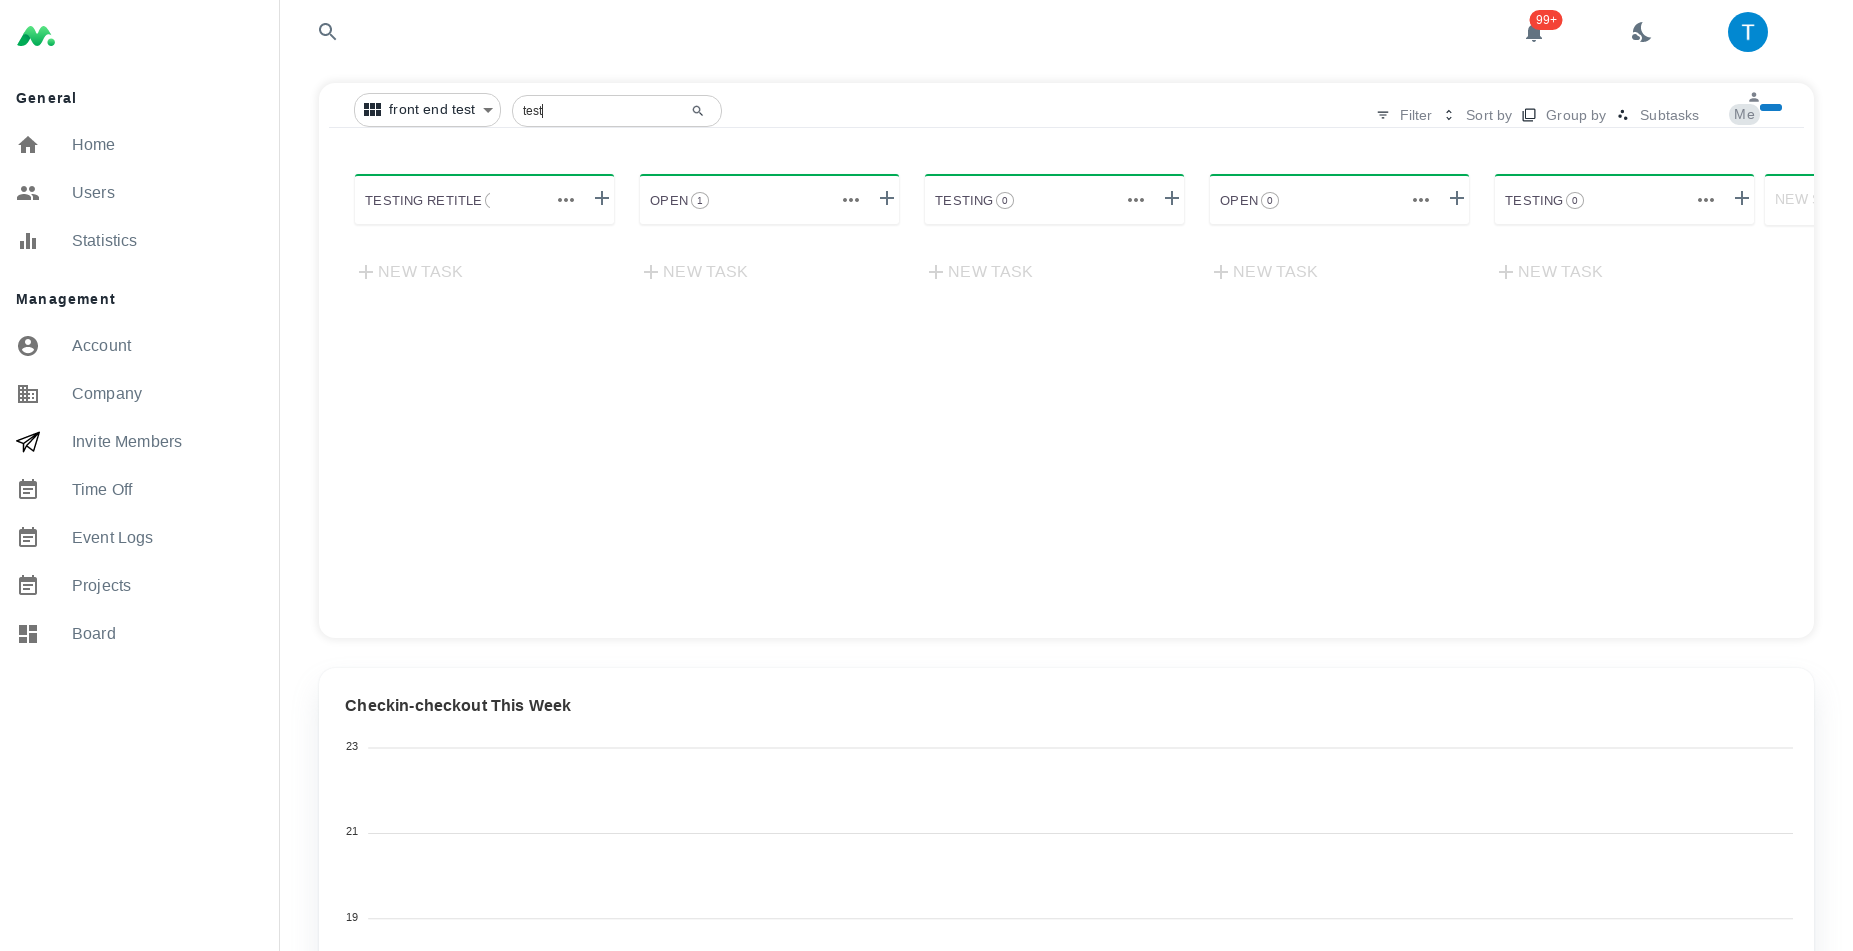 General
Home
Users
Statistics
Management
Account
Company
Invite Members
Time Off
Event Logs
Projects
Board
99+
T
front end test
test
Filter
Sort by
Group by
Subtasks
Me
TESTING RETITLE
OPEN 1
TESTING 0
OPEN 0
TESTING 0
NEW
NEW TASK
NEW TASK
NEW TASK
NEW TASK
NEW TASK
Checkin-checkout This Week
23
21
19